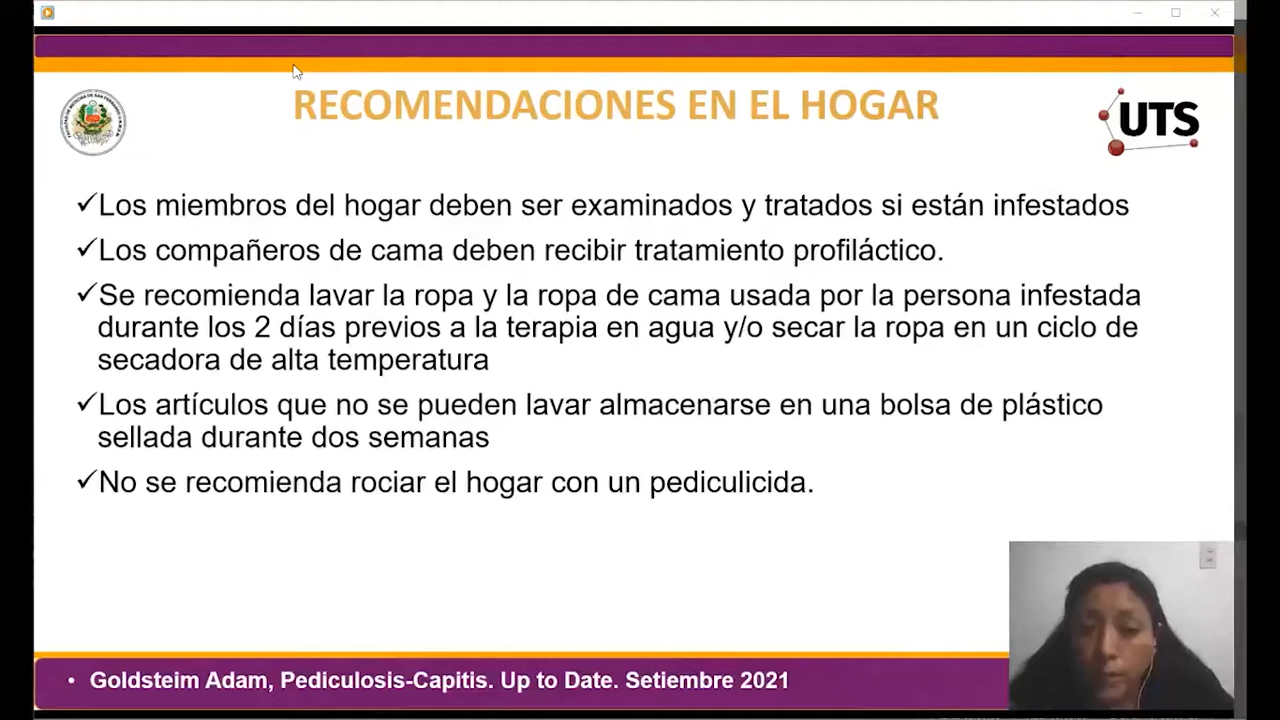 RECOMENDACIONES EN EL HOGAR
UTS
✓Los miembros del hogar deben ser examinados y tratados si están infestados
✓Los compañeros de cama deben recibir tratamiento profiláctico.
✓Se recomienda lavar la ropa y la ropa de cama usada por la persona infestada
durante los 2 días previos a la terapia en agua y/o secar la ropa en un ciclo de
secadora de alta temperatura
✓Los artículos que no se pueden lavar almacenarse en una bolsa de plástico
sellada durante dos semanas
✓No se recomienda rociar el hogar con un pediculicida.
• Goldsteim Adam, Pediculosis-Capitis. Up to Date. Setiembre 2021